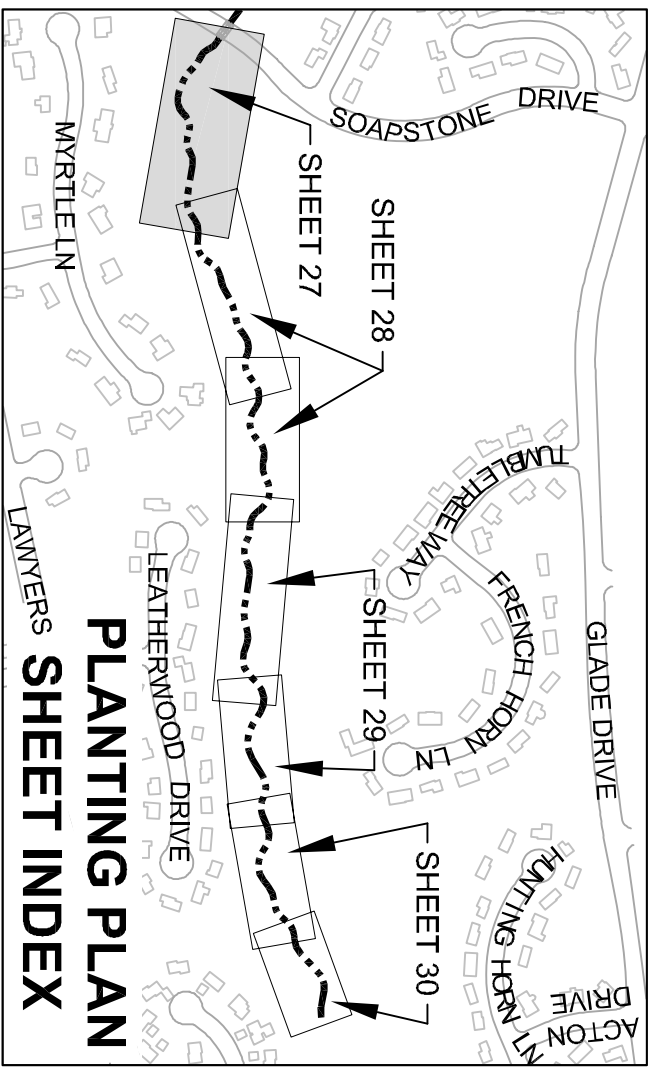 SOAPSTONE DRIVE
GLADE DRIVE
ACTON
DRIVE
HUNTING HORN LN
TUMBLETREE WAY
FRENCH HORN LN
SHEET 27
SHEET 28
SHEET 29
SHEET 30
MYRTLE LN
LEATHERWOOD DRIVE
LAWYERS
PLANTING PLAN
SHEET INDEX